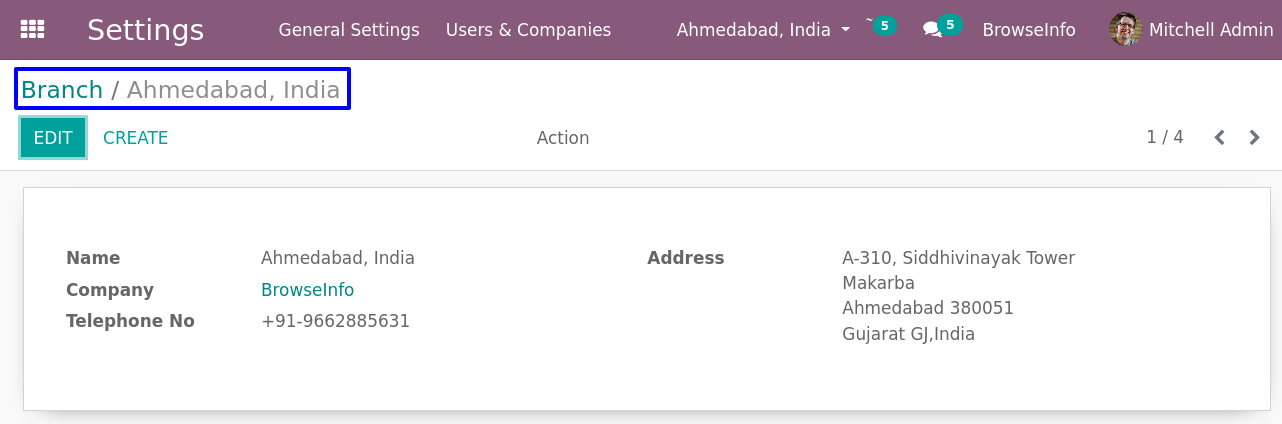 Settings General Settings Users & Companies Ahmedabad, India 5 5 BrowseInfo Mitchell Admin
Branch / Ahmedabad, India
EDIT CREATE Action 1 / 4
Name Ahmedabad, India Address A-310, Siddhivinayak Tower
Makarba
Company BrowseInfo
Ahmedabad 380051
Telephone No +91-9662885631
Gujarat GJ,India